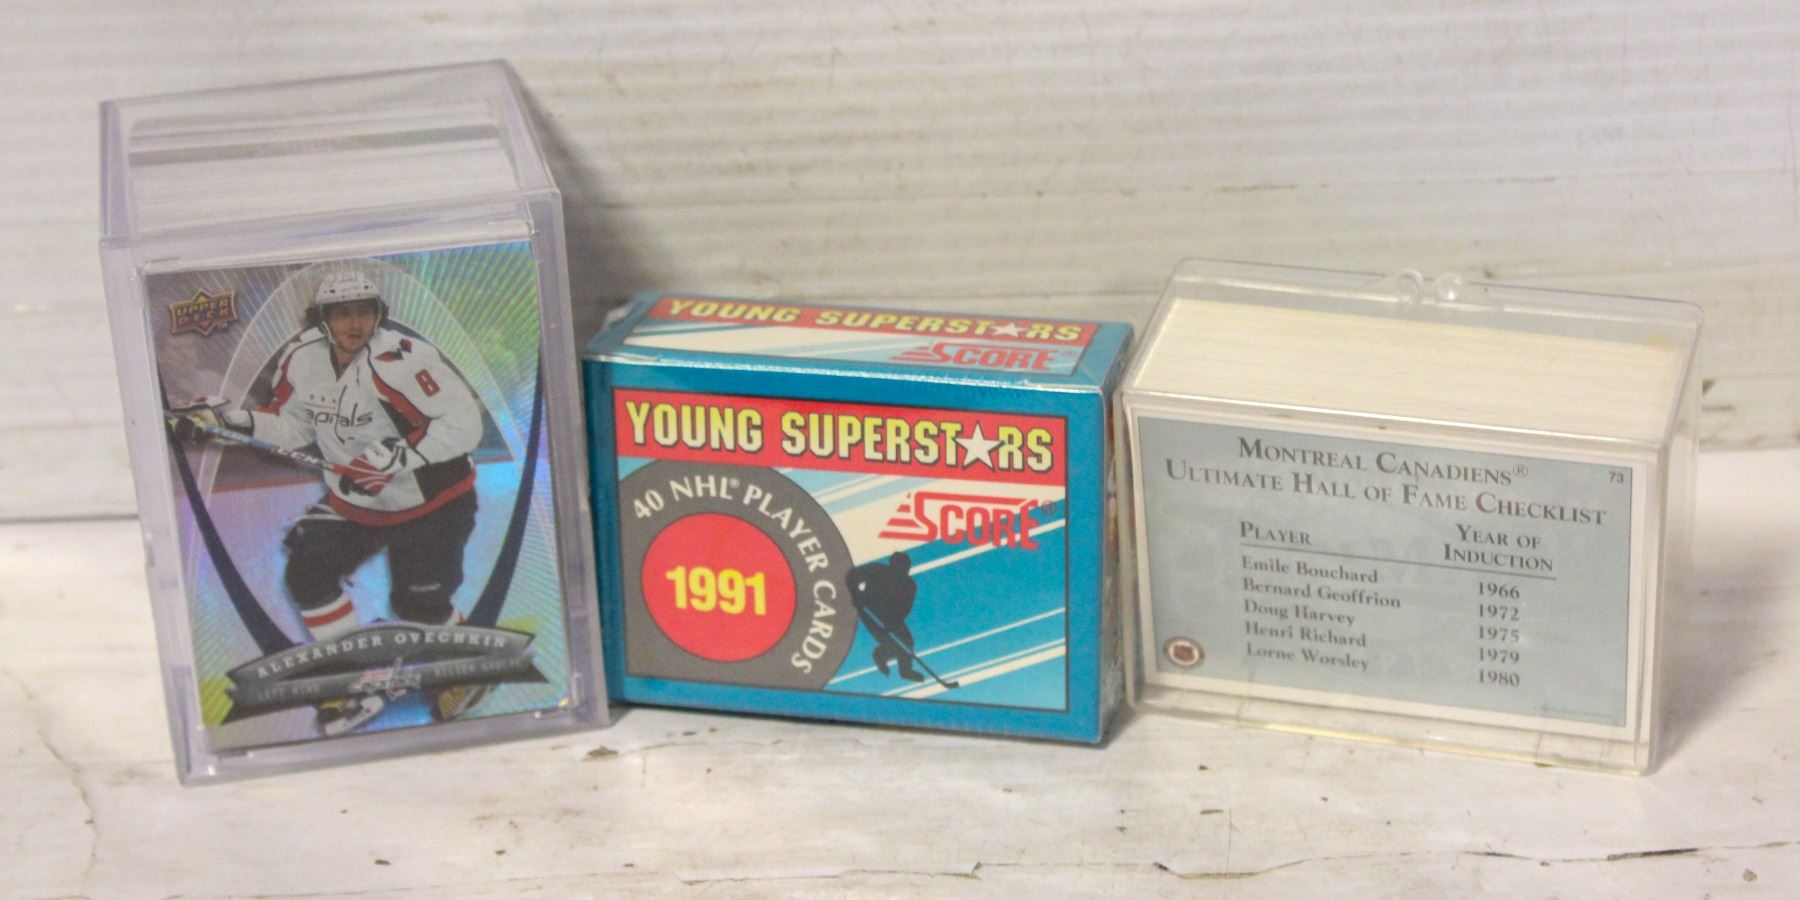 UPPER
DECK
capitals
8
ALEXANDER OVECHKIN
LEFT WING
YOUNG SUPERSTARS
SCORE®
YOUNG SUPERSTARS
40 NHL® PLAYER CARDS
1991
SCORE®
MONTREAL CANADIENS®
ULTIMATE HALL OF FAME CHECKLIST
73
PLAYER
YEAR OF
INDUCTION
Emile Bouchard 1966
Bernard Geoffrion 1972
Doug Harvey 1975
Henri Richard 1979
Lorne Worsley 1980